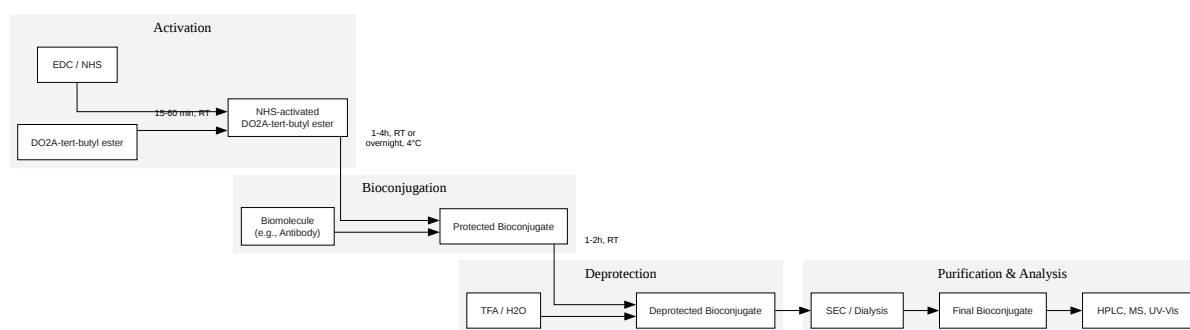 Activation
EDC / NHS
15-60 min, RT
NHS-activated
DO2A-tert-butyl ester
DO2A-tert-butyl ester
1-4h, RT or
overnight, 4°C
Bioconjugation
Biomolecule
(e.g., Antibody)
Protected Bioconjugate
1-2h, RT
Deprotection
TFA / H2O
Deprotected Bioconjugate
Purification & Analysis
SEC / Dialysis
Final Bioconjugate
HPLC, MS, UV-Vis